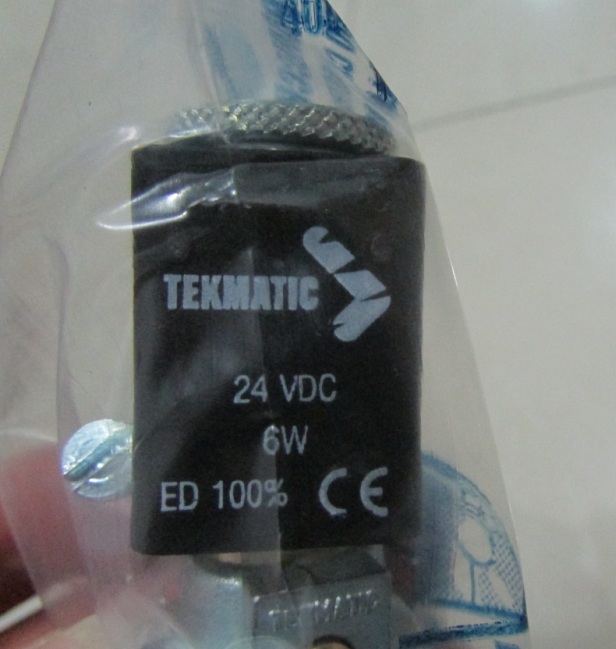 TEKMATIC
24 VDC
6W
ED 100% CE